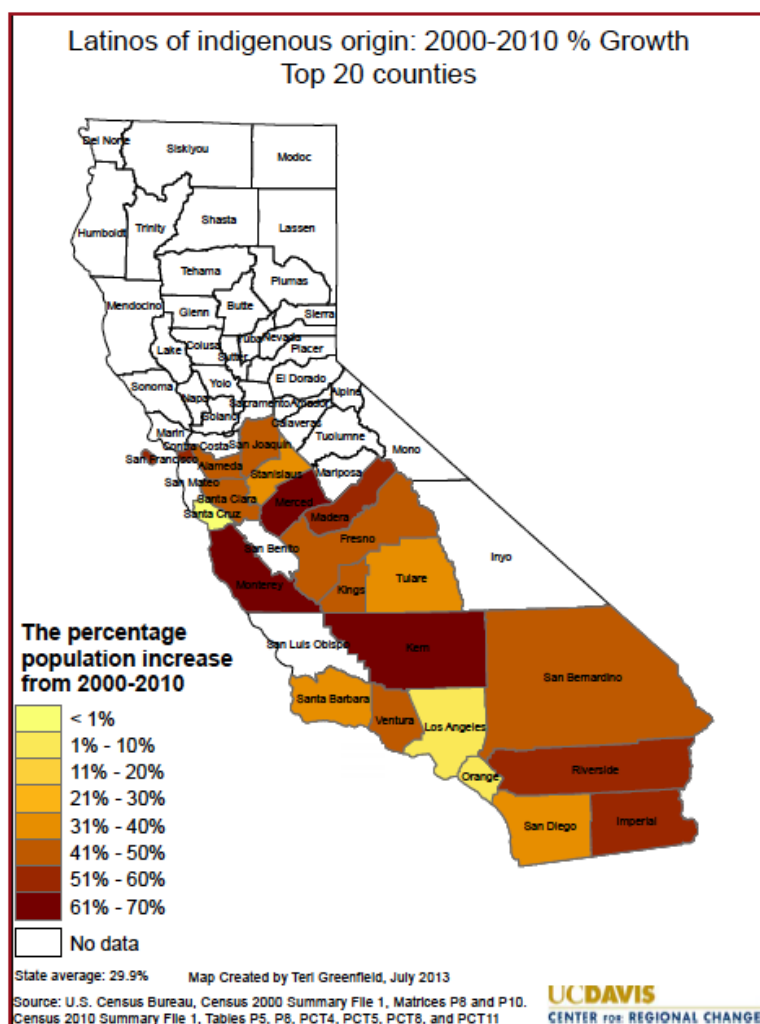 Latinos of indigenous origin: 2000-2010 % Growth
Top 20 counties
Del Norte
Siskiyou
Modoc
Humboldt
Trinity
Shasta
Lassen
Tehama
Plumas
Mendocino
Glenn
Butte
Sierra
Lake
Colusa
Sutter
Yuba
Nevada
Placer
Sonoma
Napa
Yolo
El Dorado
Alpine
Solano
Sacramento
Amador
Marin
Contra Costa
San Joaquin
Calaveras
Tuolumne
Mono
San Francisco
Alameda
Stanislaus
Mariposa
San Mateo
Santa Clara
Merced
Santa Cruz
Madera
San Benito
Fresno
Inyo
Monterey
Kings
Tulare
San Luis Obispo
Kern
San Bernardino
Santa Barbara
Ventura
Los Angeles
Orange
Riverside
San Diego
Imperial
The percentage
population increase
from 2000-2010
< 1%
1% - 10%
11% - 20%
21% - 30%
31% - 40%
41% - 50%
51% - 60%
61% - 70%
No data
State average: 29.9% Map Created by Teri Greenfield, July 2013
Source: U.S. Census Bureau, Census 2000 Summary File 1, Matrices P8 and P10.
Census 2010 Summary File 1, Tables P5, P8, PCT4, PCT5, PCT8, and PCT11
UCDAVIS
CENTER FOR REGIONAL CHANGE